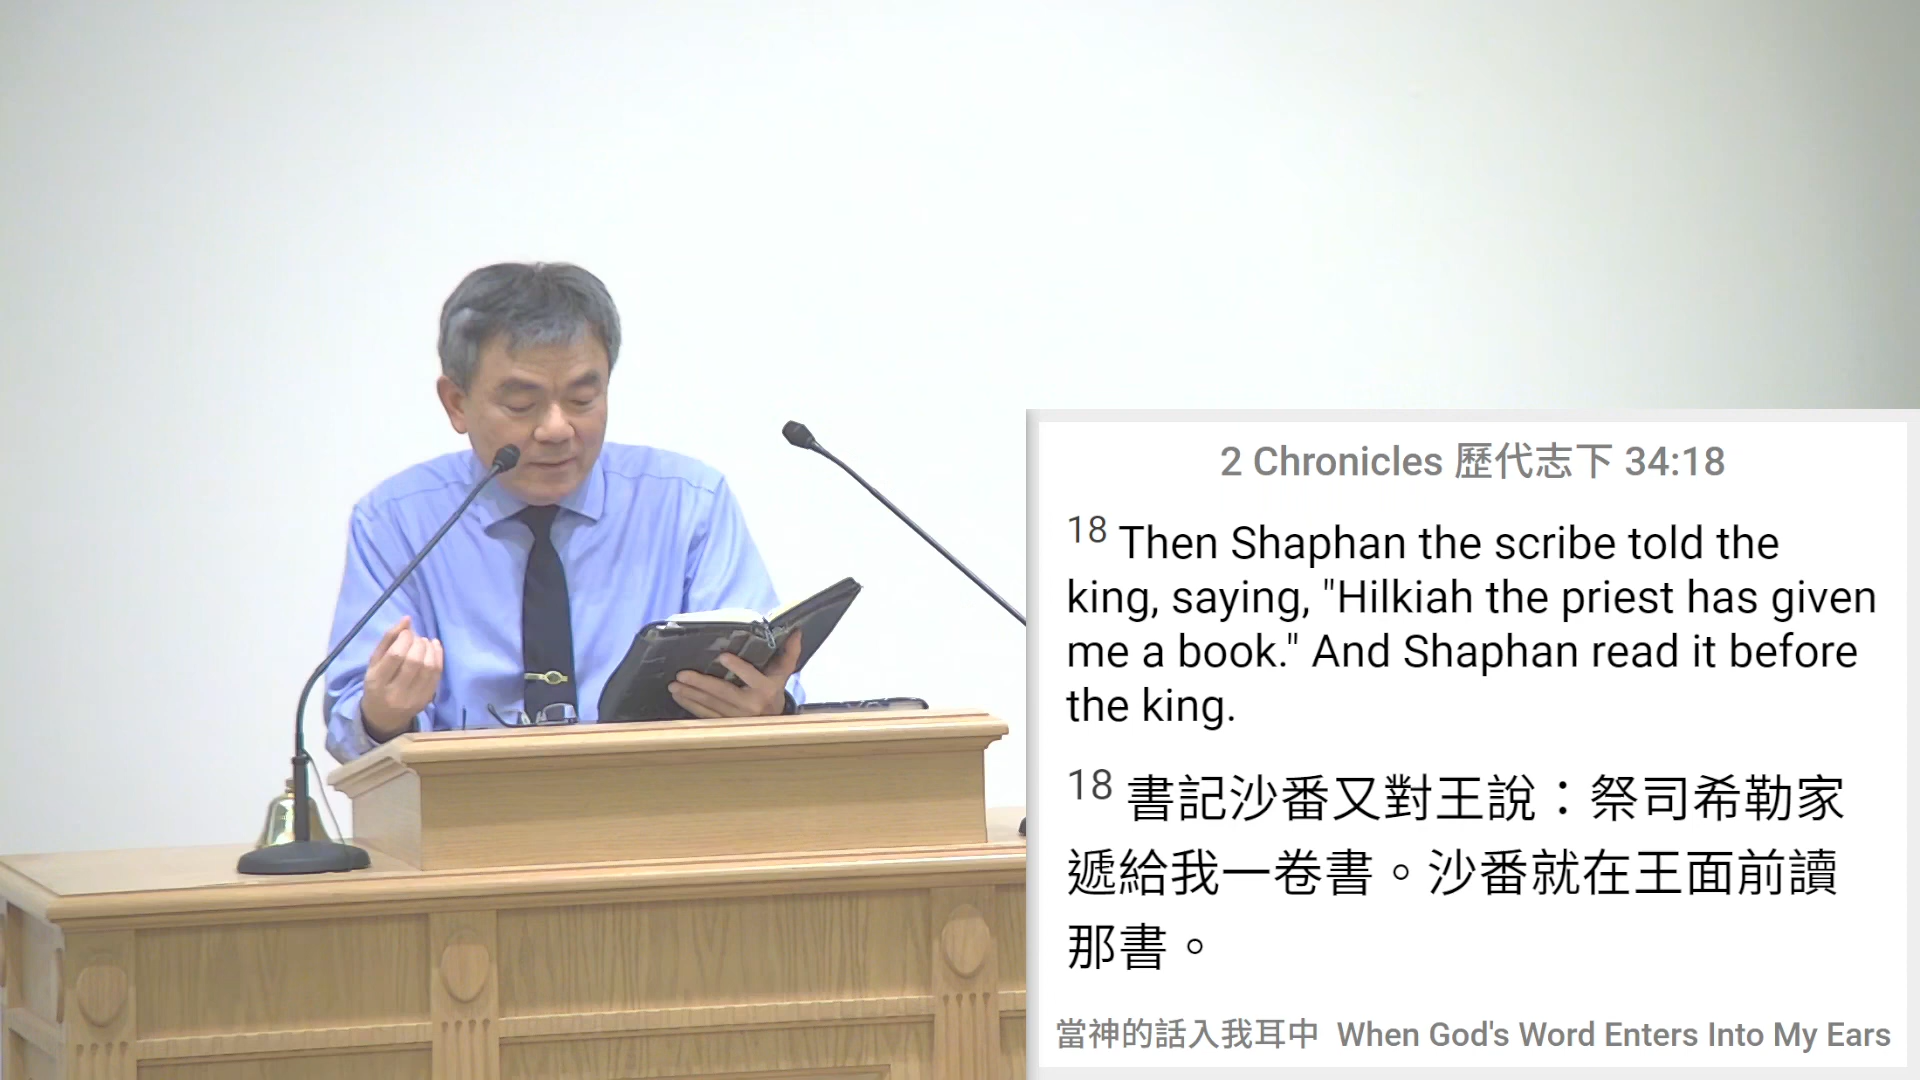 2 Chronicles 歷代志下 34:18
18 Then Shaphan the scribe told the
king, saying, "Hilkiah the priest has given
me a book." And Shaphan read it before
the king.
18 書記沙番又對王說：祭司希勒家
遞給我一卷書。沙番就在王面前讀
那書。
當神的話入我耳中 When God's Word Enters Into My Ears